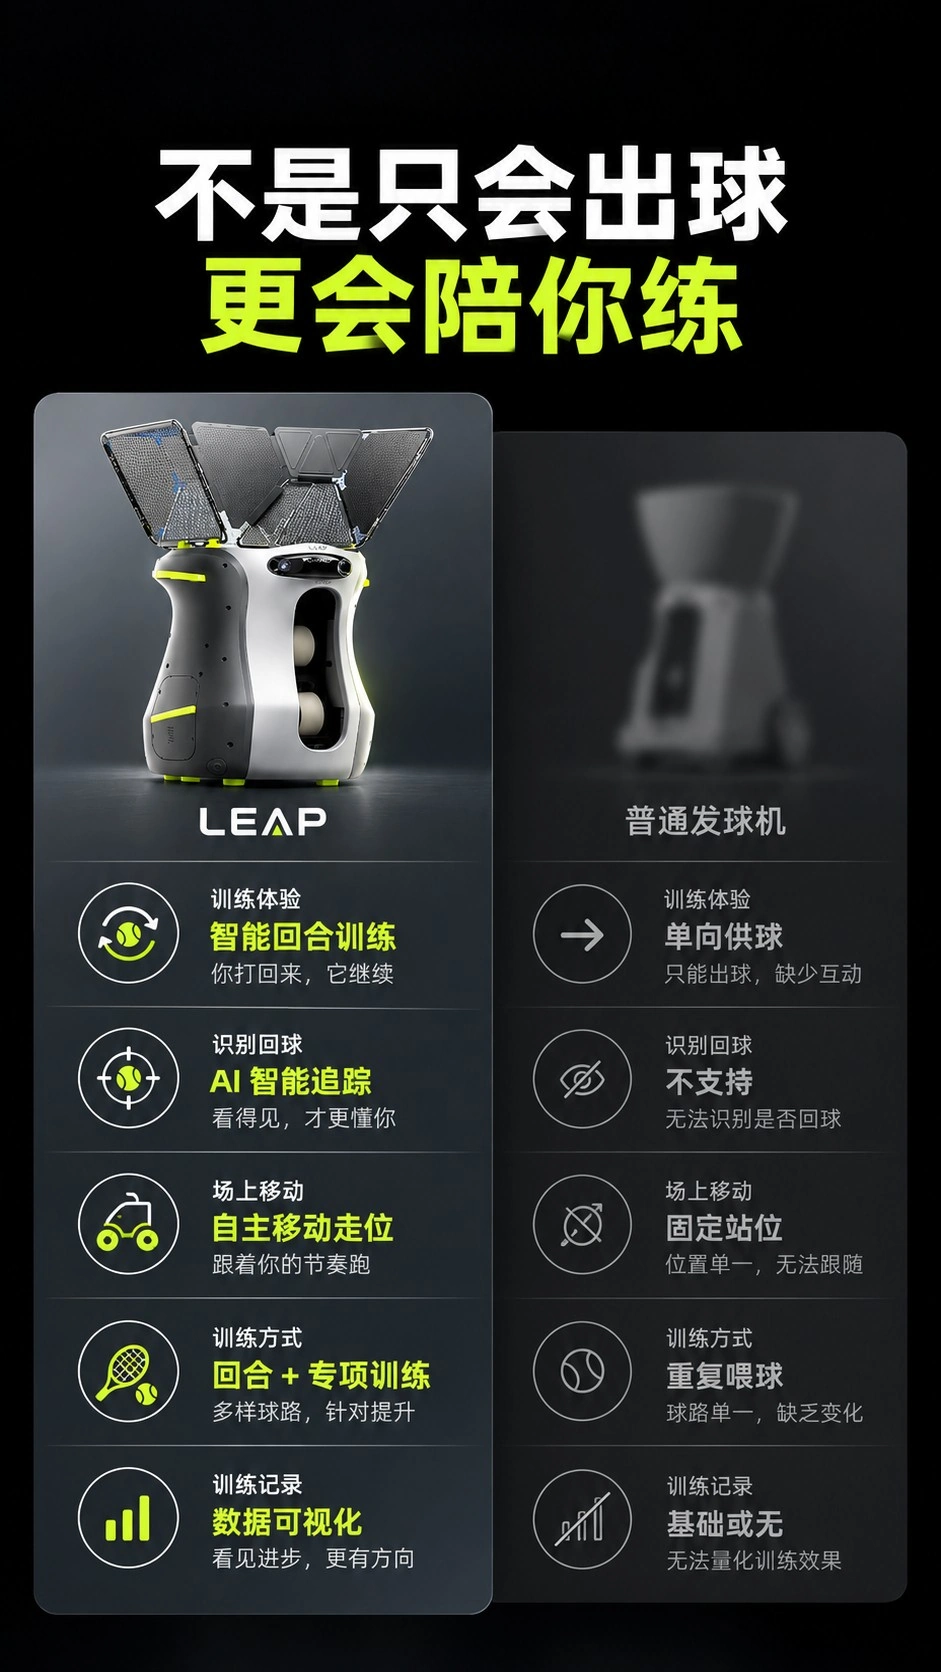 不是只会出球
更会陪你练
LEAP
LEAP
训练体验
智能回合训练
你打回来，它继续
识别回球
AI 智能追踪
看得见，才更懂你
场上移动
自主移动走位
跟着你的节奏跑
训练方式
回合 + 专项训练
多样球路，针对提升
训练记录
数据可视化
看见进步，更有方向
普通发球机
训练体验
单向供球
只能出球，缺少互动
识别回球
不支持
无法识别是否回球
场上移动
固定站位
位置单一，无法跟随
训练方式
重复喂球
球路单一，缺乏变化
训练记录
基础或无
无法量化训练效果